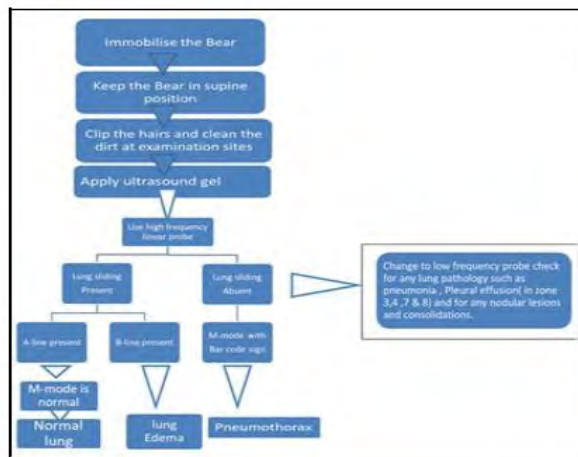 Immobilise the Bear
Keep the Bear in supine
position
Clip the hairs and clean the
dirt at examination sites
Apply ultrasound gel
Use high frequency
linear probe
Lung sliding
Present
Lung sliding
Absent
Change to low frequency probe check
for any lung pathology such as
pneumonia , Pleural effusion( in zone
3,4 ,7 & 8) and for any nodular lesions
and consolidations.
A-line present
B-line present
M-mode with
Bar code sign
M-mode is
normal
Normal
lung
lung
Edema
Pneumothorax